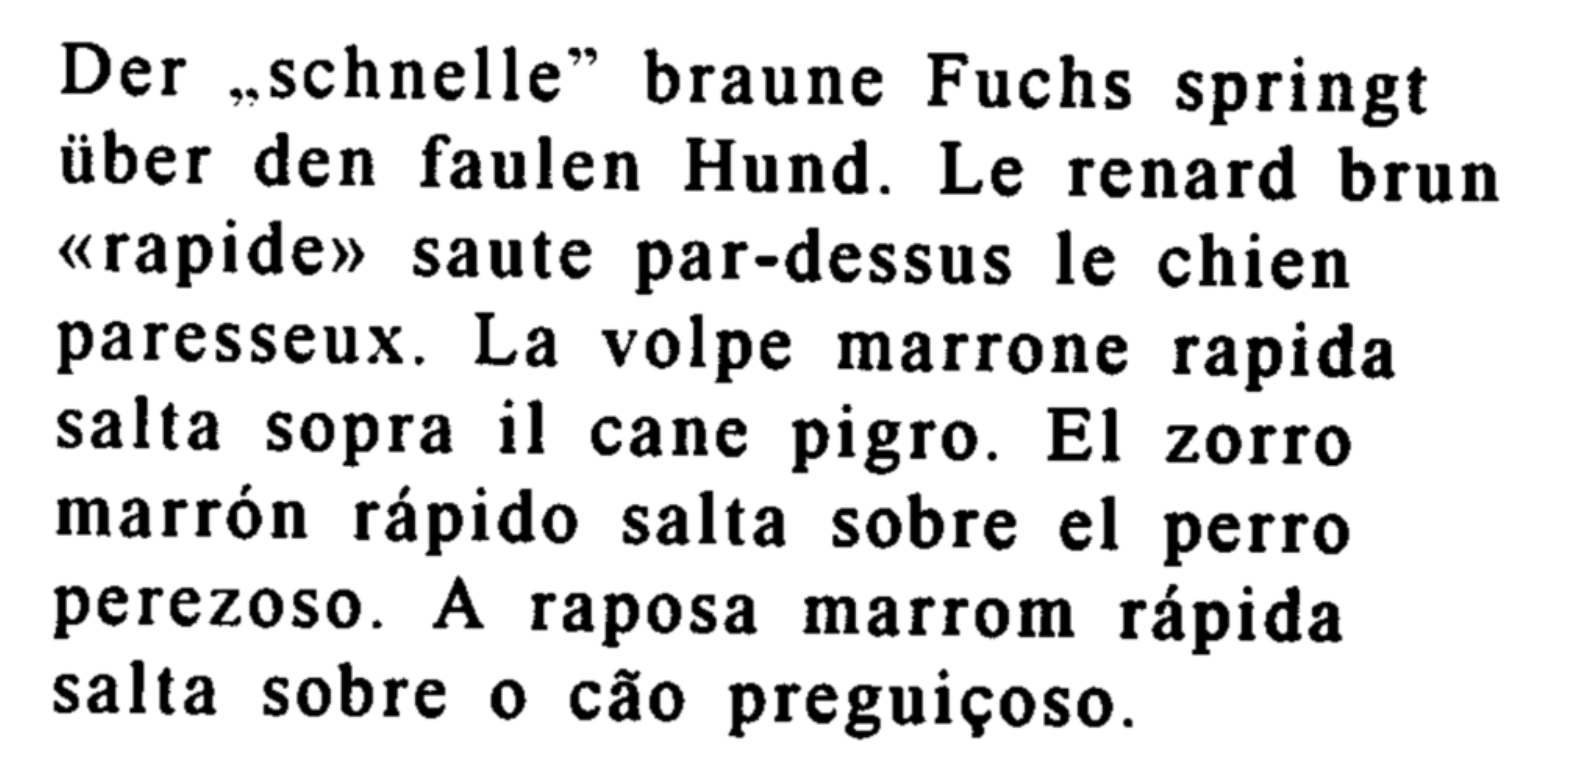 Der „schnelle” braune Fuchs springt
über den faulen Hund. Le renard brun
«rapide» saute par-dessus le chien
paresseux. La volpe marrone rapida
salta sopra il cane pigro. El zorro
marrón rápido salta sobre el perro
perezoso. A raposa marrom rápida
salta sobre o cão preguiçoso.